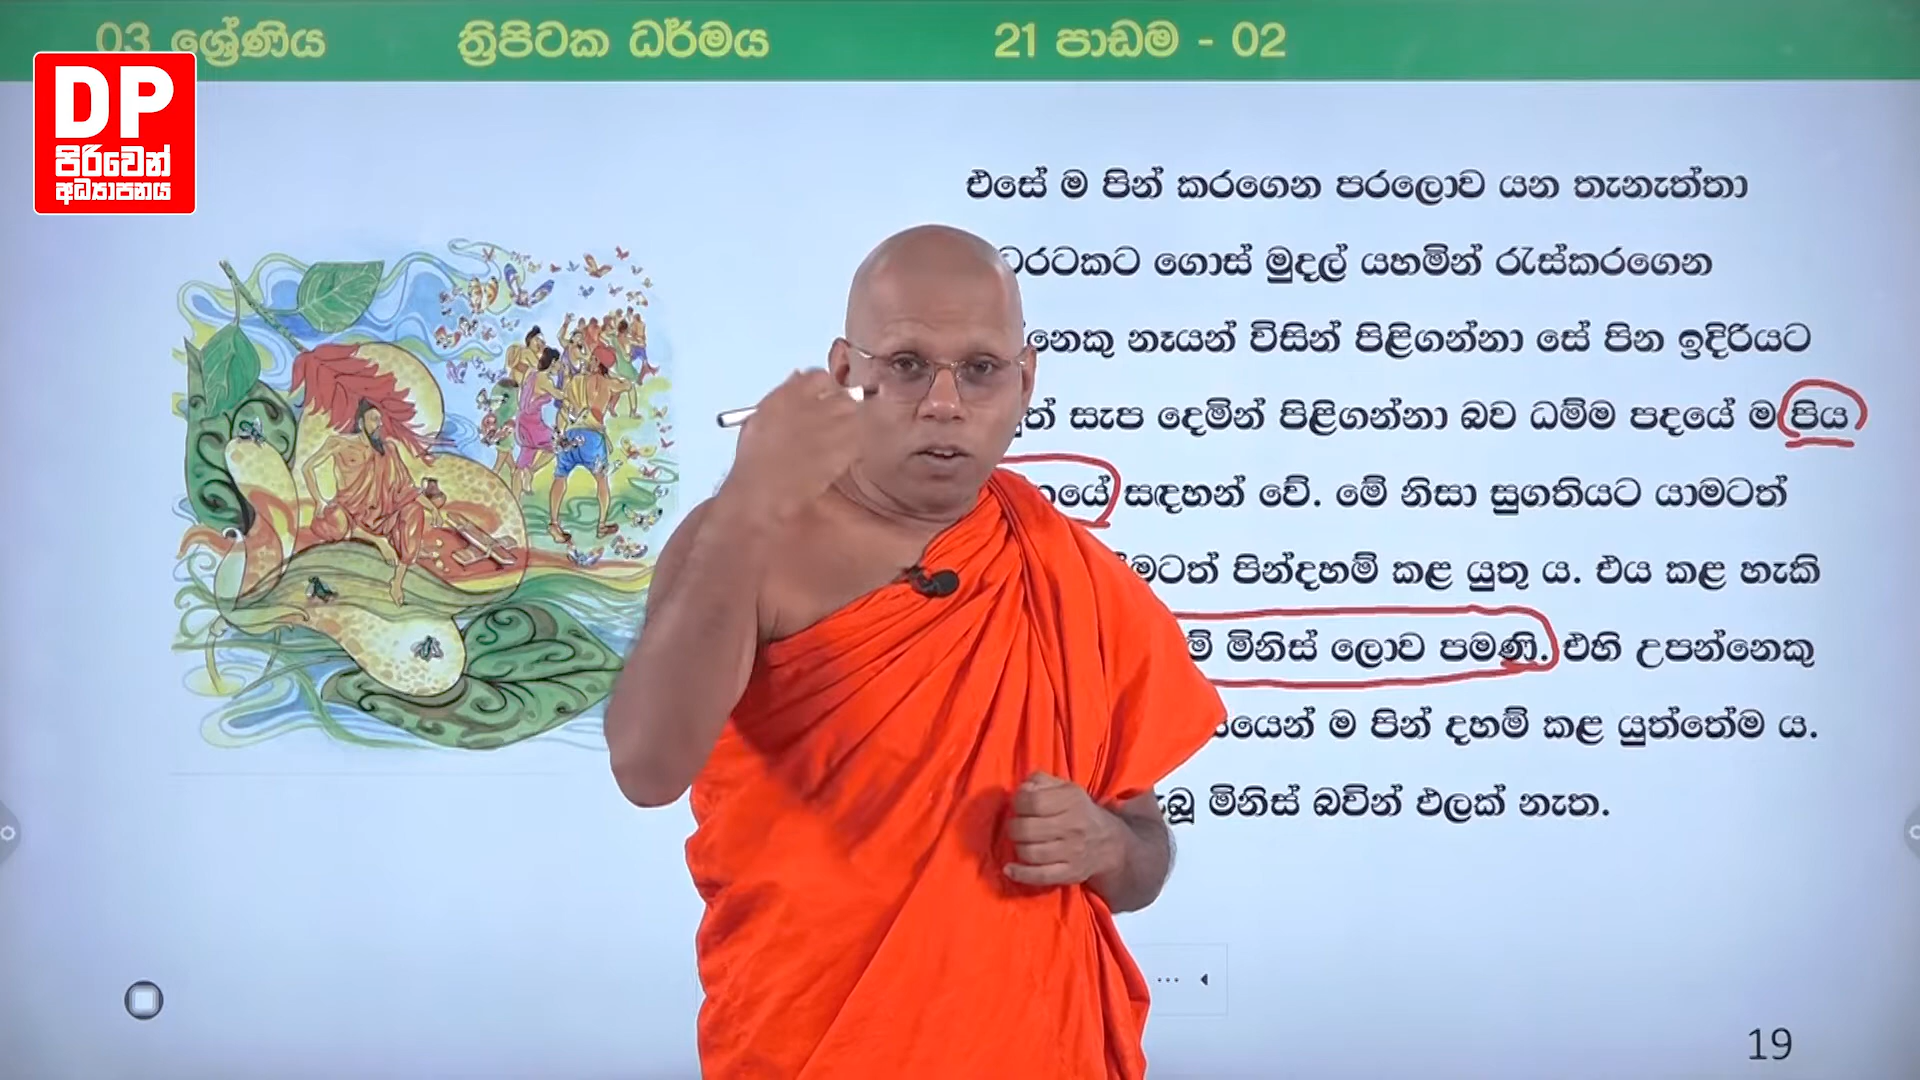 03 ශ්‍රේණිය ත්‍රිපිටක ධර්මය 21 පාඩම - 02
DP
පිරිවෙන්
අධ්‍යාපනය
එසේ ම පින් කරගෙන පරලොව යන තැනැත්තා
ගොස් මුදල් යහමින් රැස්කරගෙන
නෑයන් විසින් පිළිගන්නා සේ පින ඉදිරියට
සැප දෙමින් පිළිගන්නා බව ධම්ම පදයේ ම පිය
සඳහන් වේ. මේ නිසා සුගතියට යාමටත්
පින්දහම් කළ යුතු ය. එය කළ හැකි
මිනිස් ලොව පමණි. එහි උපන්නෙකු
ම පින් දහම් කළ යුත්තේම ය.
මිනිස් බවින් ඵලක් නැත.
19